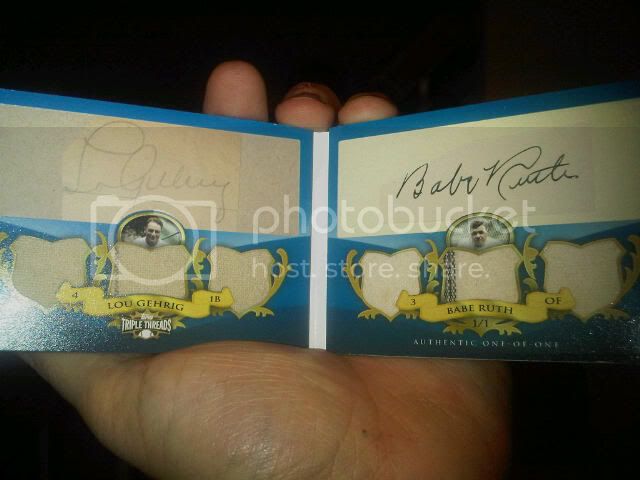 Lou Gehrig
Babe Ruth
photobucket
host. store. share.
4 LOU GEHRIG 1B
Topps
TRIPLE THREADS
3 BABE RUTH OF
1/1
AUTHENTIC ONE-OF-ONE